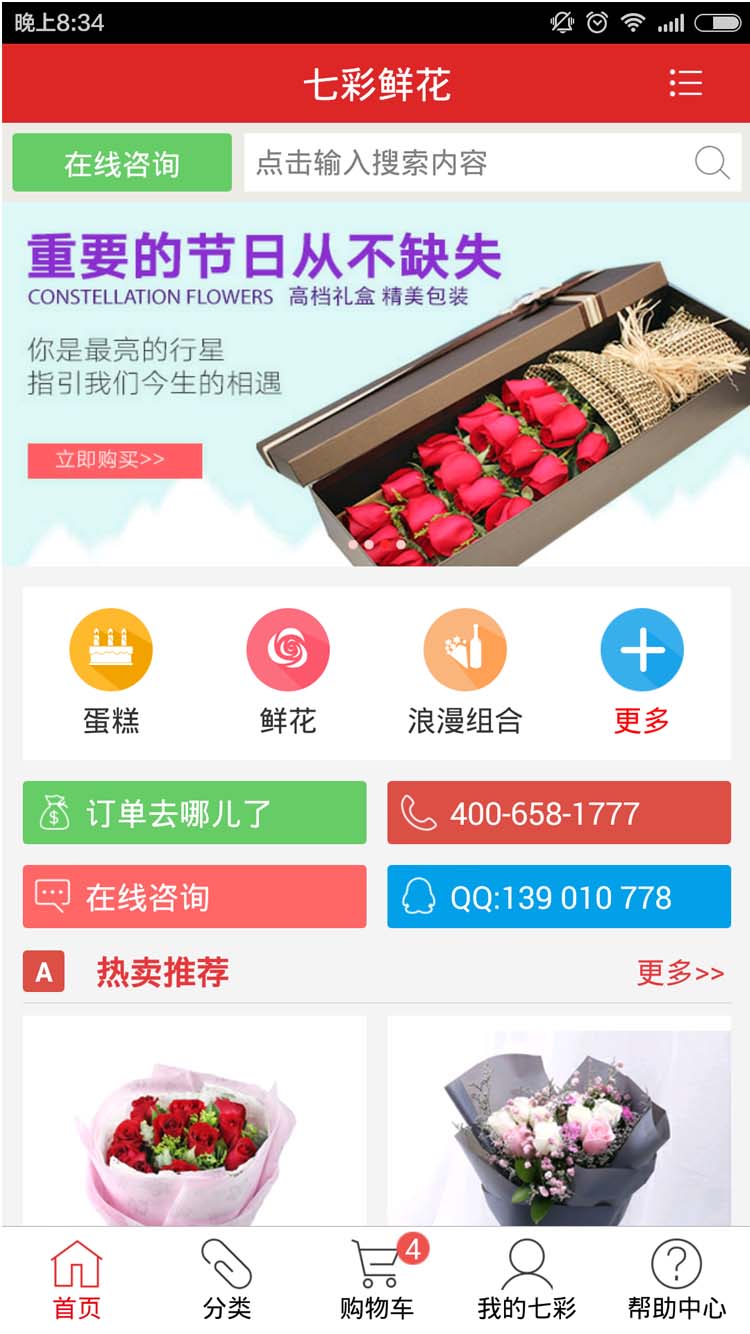 晚上8:34
七彩鲜花
在线咨询
点击输入搜索内容
重要的节日从不缺失
CONSTELLATION FLOWERS 高档礼盒 精美包装
你是最亮的行星
指引我们今生的相遇
立即购买>>
蛋糕
鲜花
浪漫组合
更多
订单去哪儿了
400-658-1777
在线咨询
QQ:139 010 778
A 热卖推荐
更多>>
4
首页
分类
购物车
我的七彩
帮助中心